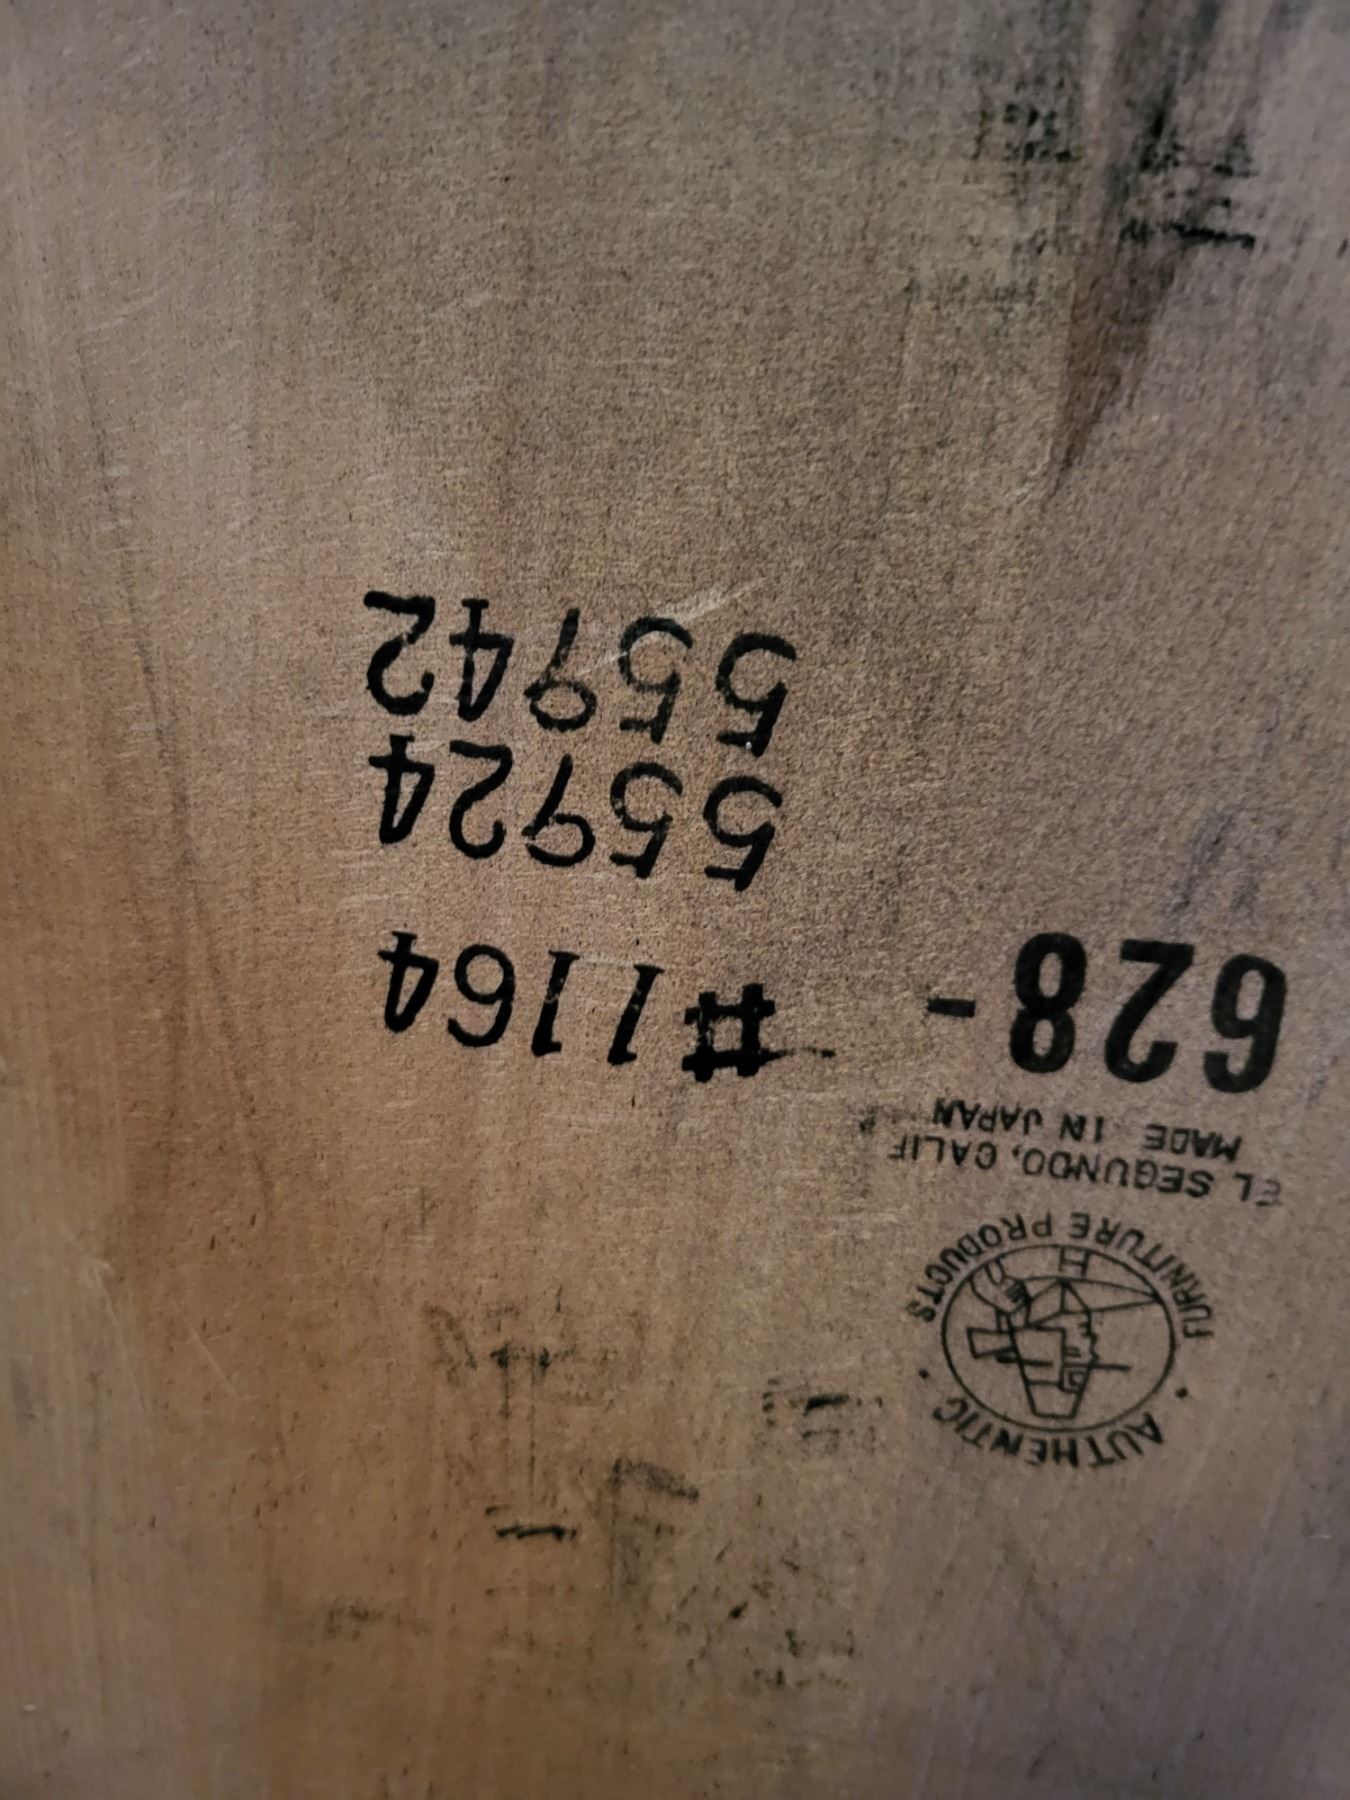 AUTHENTIC
FURNITURE PRODUCTS
EL SEGUNDO, CALIF
MADE IN JAPAN
628-
#1164
55924
55942